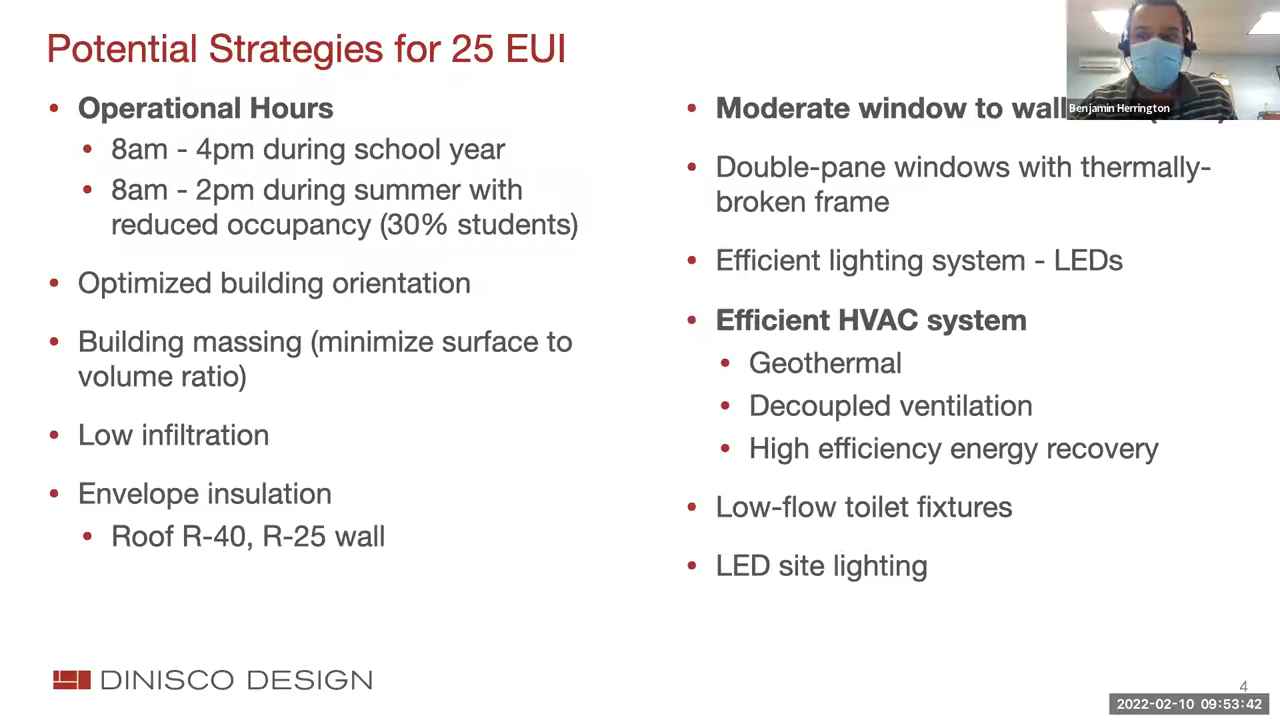 Potential Strategies for 25 EUI
• Operational Hours
• 8am - 4pm during school year
• 8am - 2pm during summer with
reduced occupancy (30% students)
• Optimized building orientation
• Building massing (minimize surface to
volume ratio)
• Low infiltration
• Envelope insulation
• Roof R-40, R-25 wall
• Moderate window to wall
• Double-pane windows with thermally-
broken frame
• Efficient lighting system - LEDs
• Efficient HVAC system
• Geothermal
• Decoupled ventilation
• High efficiency energy recovery
• Low-flow toilet fixtures
• LED site lighting
Benjamin Herrington
DINISCO DESIGN
4
2022-02-10 09:53:42